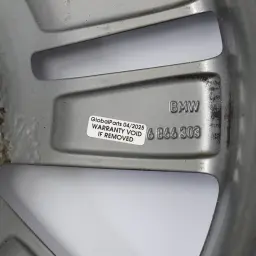 BMW
GlobalParts 04/2025
WARRANTY VOID
IF REMOVED
6 866 303